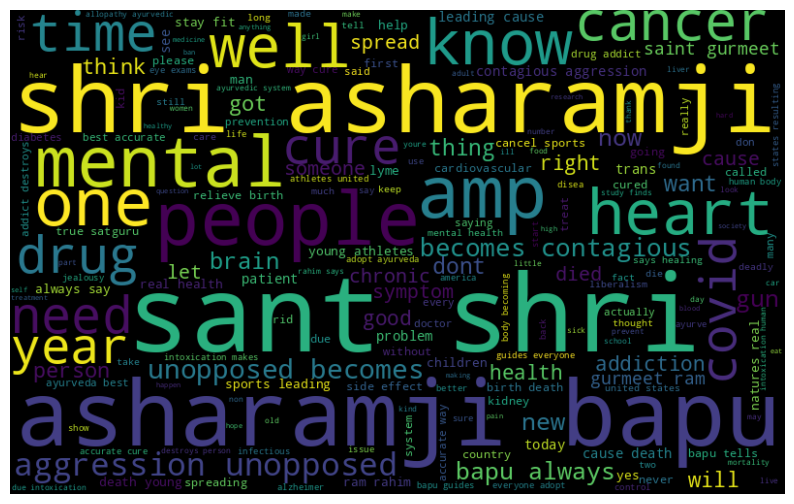 allopathy ayurvedic
risk
medicine
anything
long
made
make
time
stay fit
see
tell
girl
ban
help
well
spread
leading cause
know
cancer
drug addict
saint gurmeet
please
eye exams
think
way cure
first
said
contagious aggression
liver
hear
adult
shri asharamji
really
states resulting
kid
man
still
ayurvedic system
got
prevention
women
healthy
research
thank
hero
number
diabetes
best accurate
care
life
youre
now
cancel sports
don
mental
cure
thing
right
trans
cause
lot
someone
lyme
use
ill
going
found
called
human body
addict destroys
question
athletes united
cardiovascular
disea
look
relieve birth
much
say
keep
want
cured
study finds
one
people
amp
heart
true satguru
saying
treat
society
drug
brain
young athletes
mental health
high
start
becomes contagious
says healing
many
part
jealousy
adopt ayurveda
little
let
rahim says
dont
died
fact
die
deadly
always say
patient
chronic
america
liberalism
covid
self
real health
symptom
every
actually
day
car
treatment
sant shri
need
rid
good
doctor
body becoming
back
sick
thought
ayurve
gun
blood
due
problem
without
prevent
school
natures real
intoxication human
year
intoxication makes
children
guides everyone
addiction
mat
person
take
unopposed becomes
health
birth death
gurmeet ram
ayurveda best
sports leading
side effect
better
making
united states
happen
non
kidney
asharamji bapu
show
hope
old
system
kind
sure
pain
accurate way
new
today
cause death
two
bapu tells
may
accurate cure
destroys person
infectious
issue
country
yes
never
mortality
aggression unopposed
bapu always
will
due intoxication
death young
spreading
alzheimer
ram rahim
bapu guides
everyone adopt
control
live